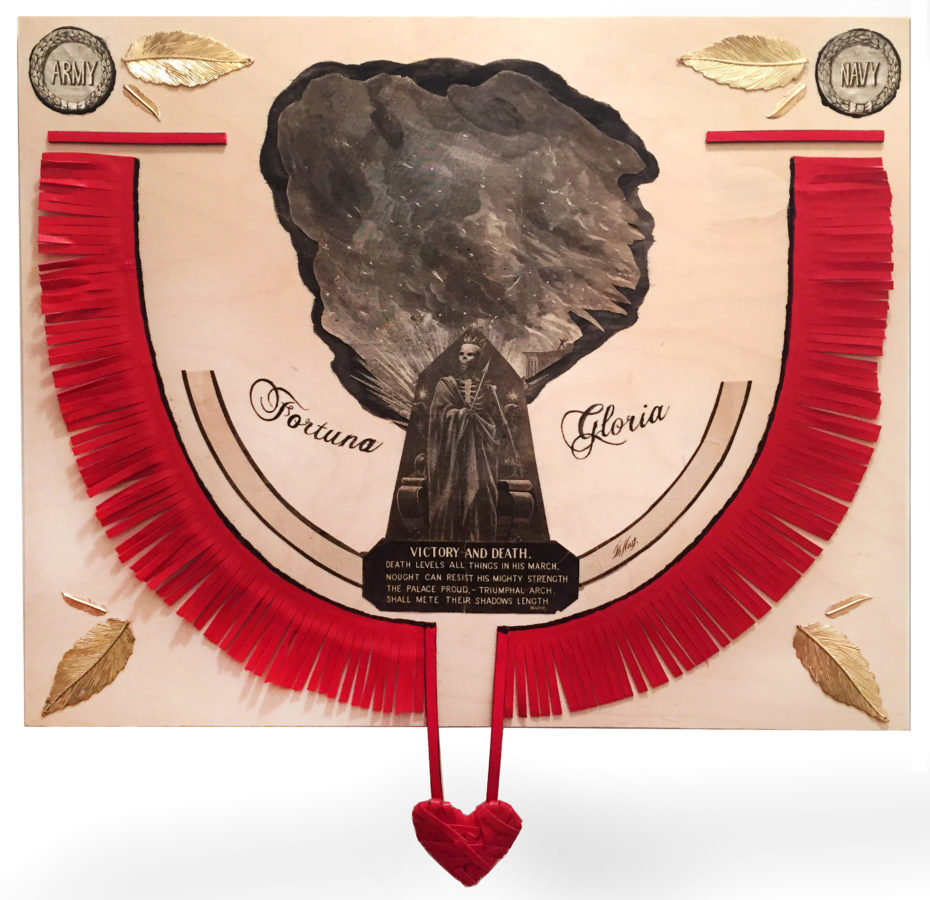 ARMY
NAVY
Fortuna
Gloria
VICTORY AND DEATH.
DEATH LEVELS ALL THINGS IN HIS MARCH,
NOUGHT CAN RESIST HIS MIGHTY STRENGTH
THE PALACE PROUD,- TRIUMPHAL ARCH.
SHALL METE THEIR SHADOWS LENGTH